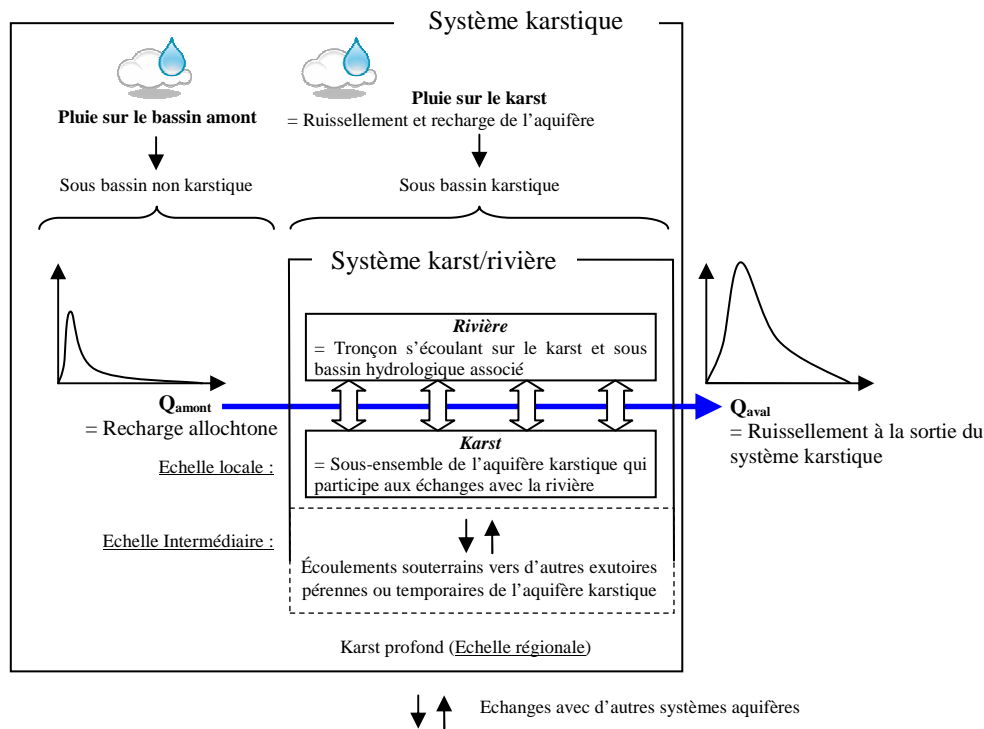 Système karstique
Pluie sur le bassin amont
Pluie sur le karst
= Ruissellement et recharge de l'aquifère
Sous bassin non karstique
Sous bassin karstique
Système karst/rivière
Rivière
= Tronçon s'écoulant sur le karst et sous
bassin hydrologique associé
Qamont
= Recharge allochtone
Qaval
= Ruissellement à la sortie du
système karstique
Karst
= Sous-ensemble de l'aquifère karstique qui
participe aux échanges avec la rivière
Echelle locale :
Echelle Intermédiaire :
Écoulements souterrains vers d'autres exutoires
pérennes ou temporaires de l'aquifère karstique
Karst profond (Echelle régionale)
Echanges avec d'autres systèmes aquifères